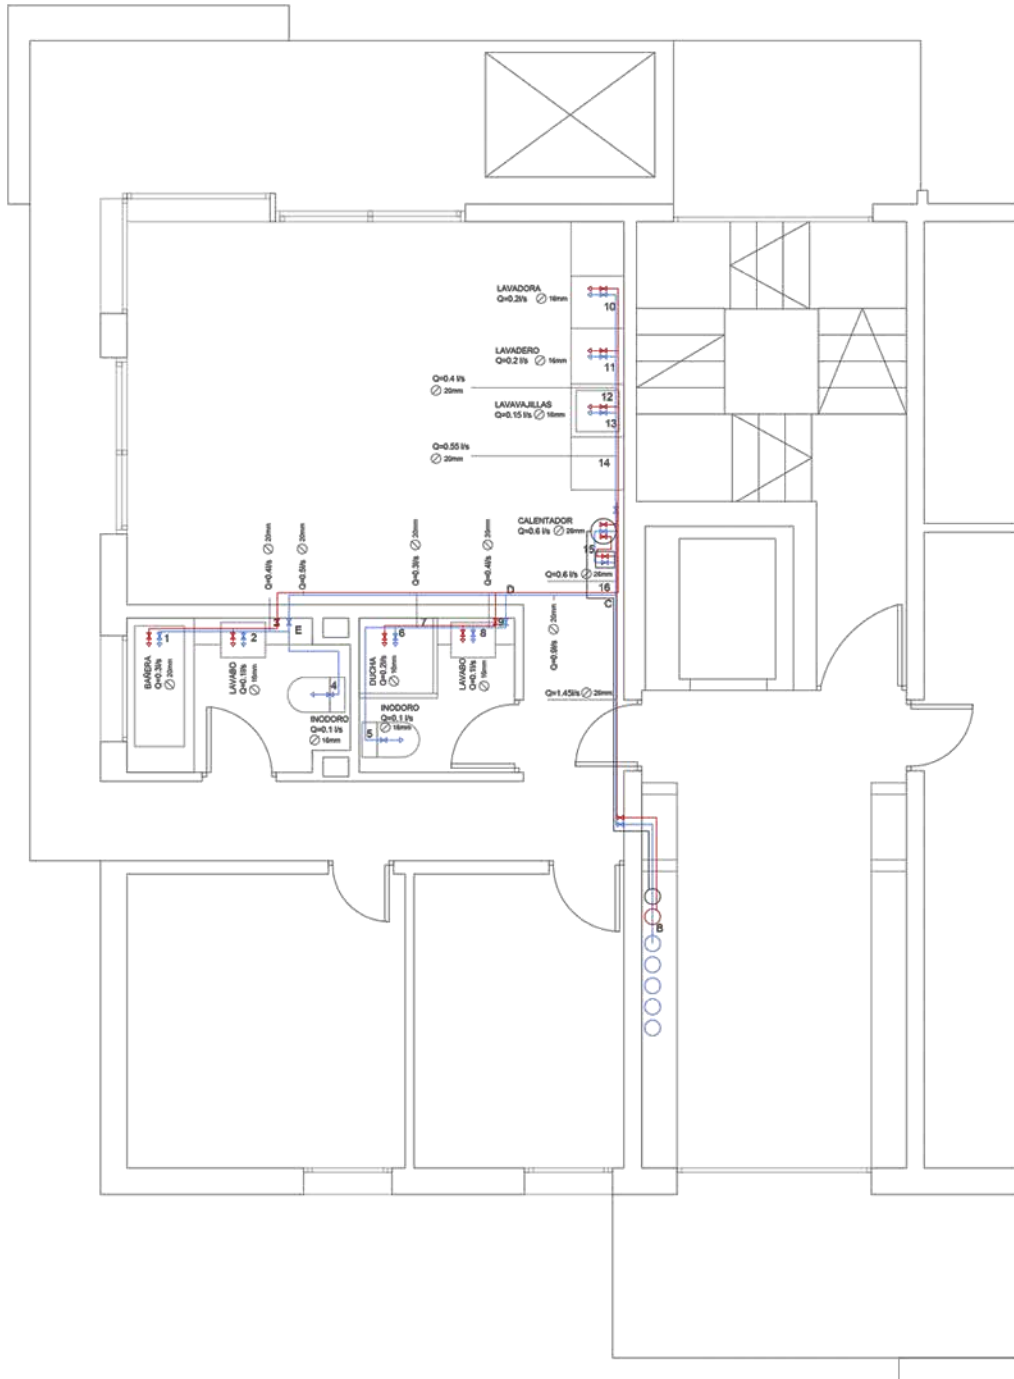 LAVADORA
Q=0.2l/s ∅ 16mm
10
LAVADERO
Q=0.2 l/s ∅ 16mm
11
Q=0.4 l/s
∅ 20mm
12
LAVAVAJILLAS
Q=0.15 l/s ∅ 16mm
13
Q=0.55 l/s
∅ 20mm
14
CALENTADOR
Q=0.6 l/s ∅ 26mm
15
Q=0.6 l/s ∅ 26mm
16
C
Q=0.4l/s ∅ 20mm
Q=0.5l/s ∅ 20mm
Q=0.3l/s ∅ 20mm
Q=0.4l/s ∅ 20mm
D
Q=0.9l/s ∅ 20mm
1
2
E
7
6
8
9
BAÑERA
Q=0.3l/s
∅ 20mm
LAVABO
Q=0.1l/s
∅ 16mm
4
INODORO
Q=0.1 l/s
∅ 16mm
DUCHA
Q=0.2l/s
∅ 16mm
LAVABO
Q=0.1l/s
∅ 16mm
INODORO
Q=0.1 l/s
∅ 16mm
5
Q=1.45l/s ∅ 26mm
B